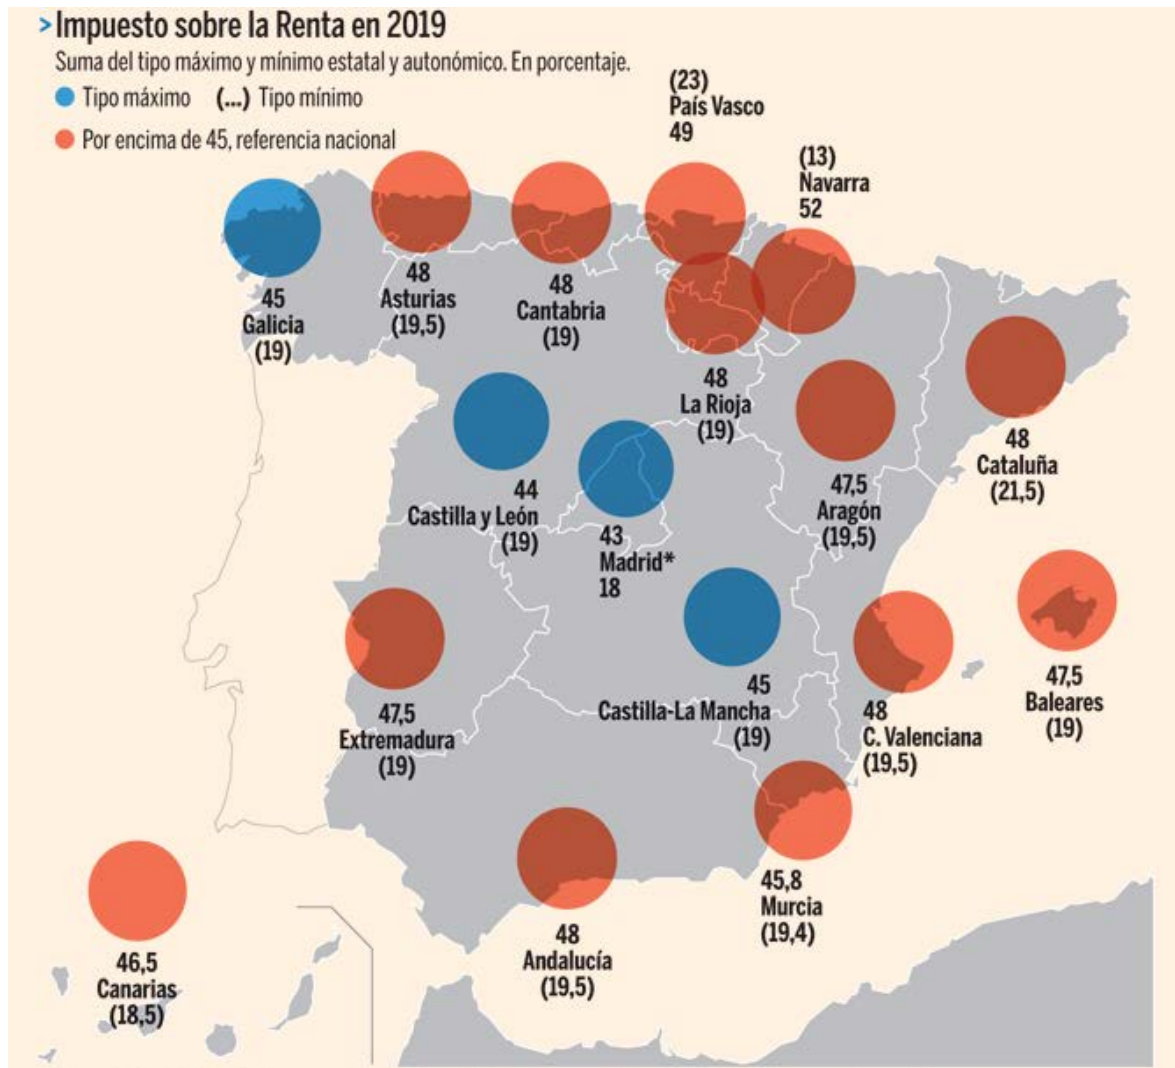 > Impuesto sobre la Renta en 2019
Suma del tipo máximo y mínimo estatal y autonómico. En porcentaje.
Tipo máximo (...) Tipo mínimo
Por encima de 45, referencia nacional
(23)
País Vasco
49
(13)
Navarra
52
45
Galicia
(19)
48
Asturias
(19,5)
48
Cantabria
(19)
48
La Rioja
(19)
48
Cataluña
(21,5)
47,5
Aragón
(19,5)
44
Castilla y León
(19)
43
Madrid*
18
47,5
Baleares
(19)
45
Castilla-La Mancha
(19)
48
C. Valenciana
(19,5)
47,5
Extremadura
(19)
45,8
Murcia
(19,4)
48
Andalucía
(19,5)
46,5
Canarias
(18,5)